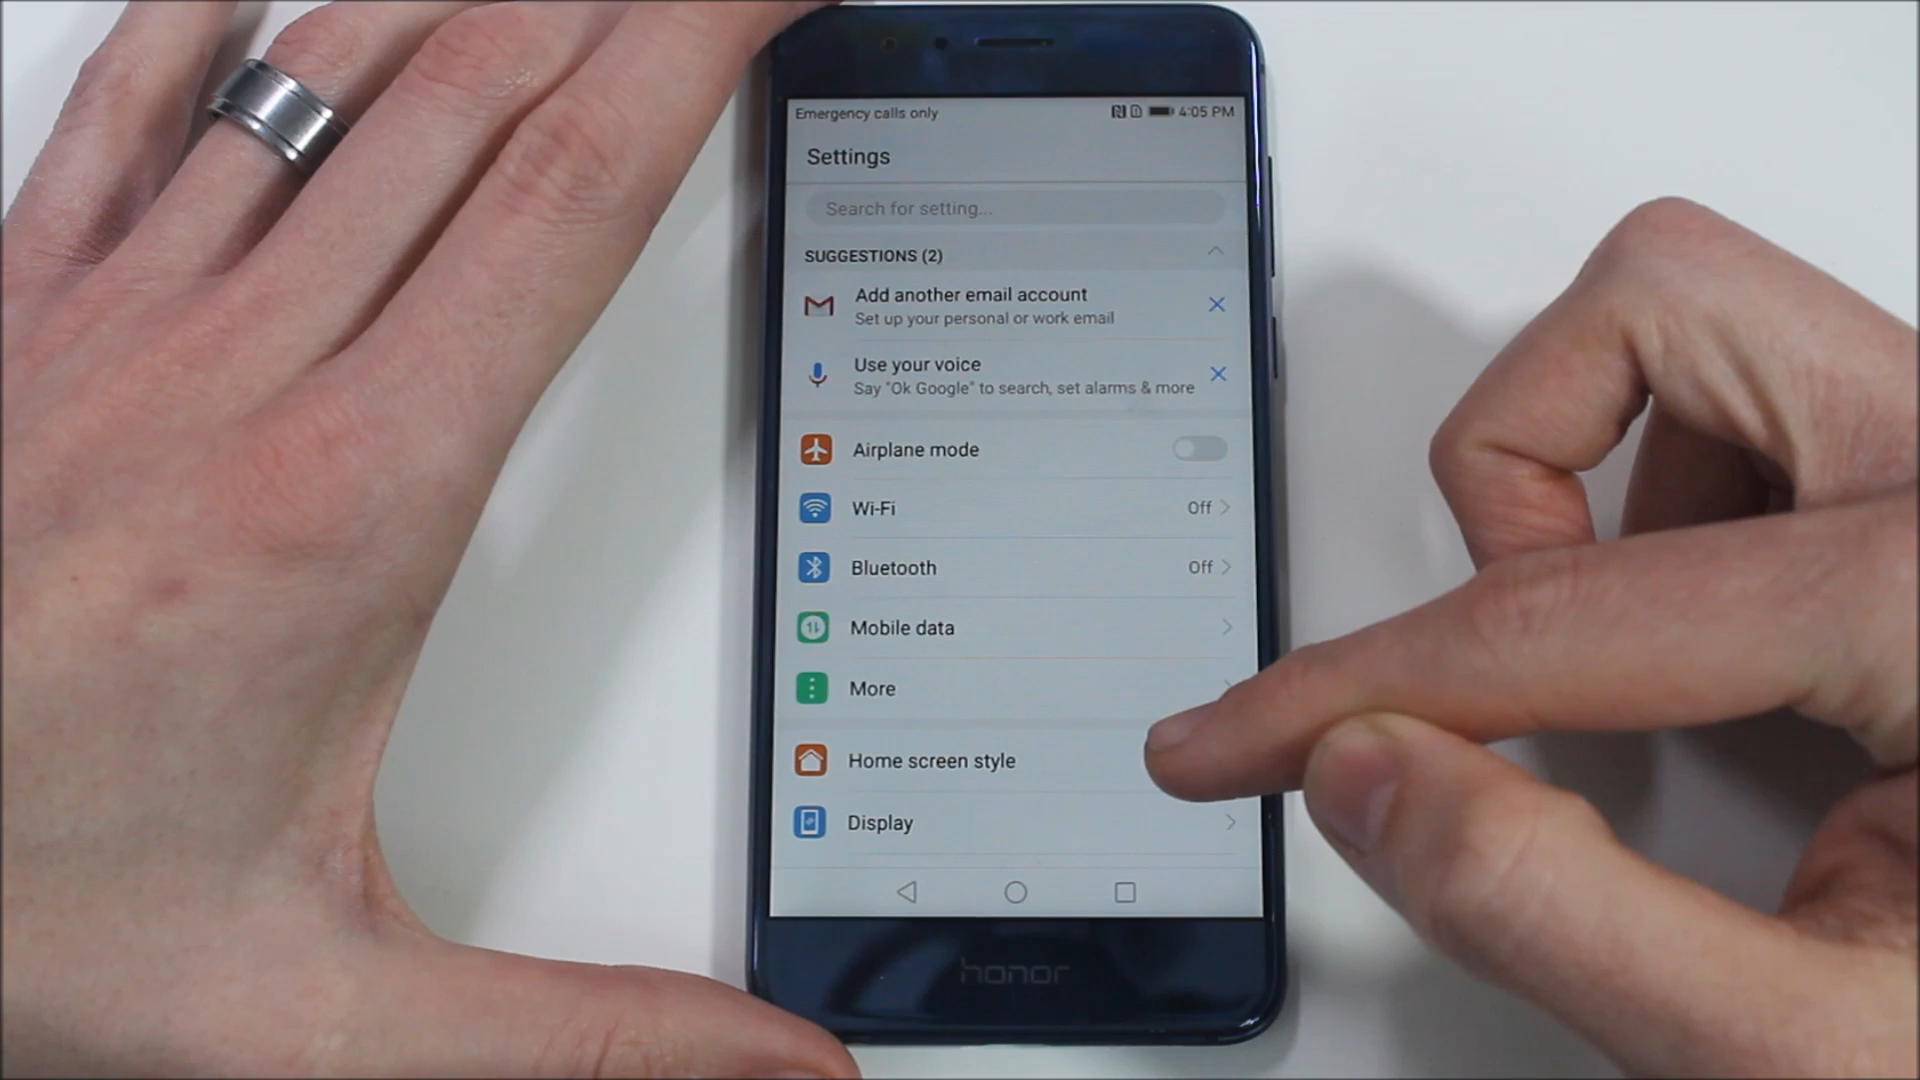 Emergency calls only
4:05 PM
Settings
Search for setting...
SUGGESTIONS (2)
Add another email account
Set up your personal or work email
Use your voice
Say "Ok Google" to search, set alarms & more
Airplane mode
Wi-Fi
Off
Bluetooth
Off
Mobile data
More
Home screen style
Display
honor